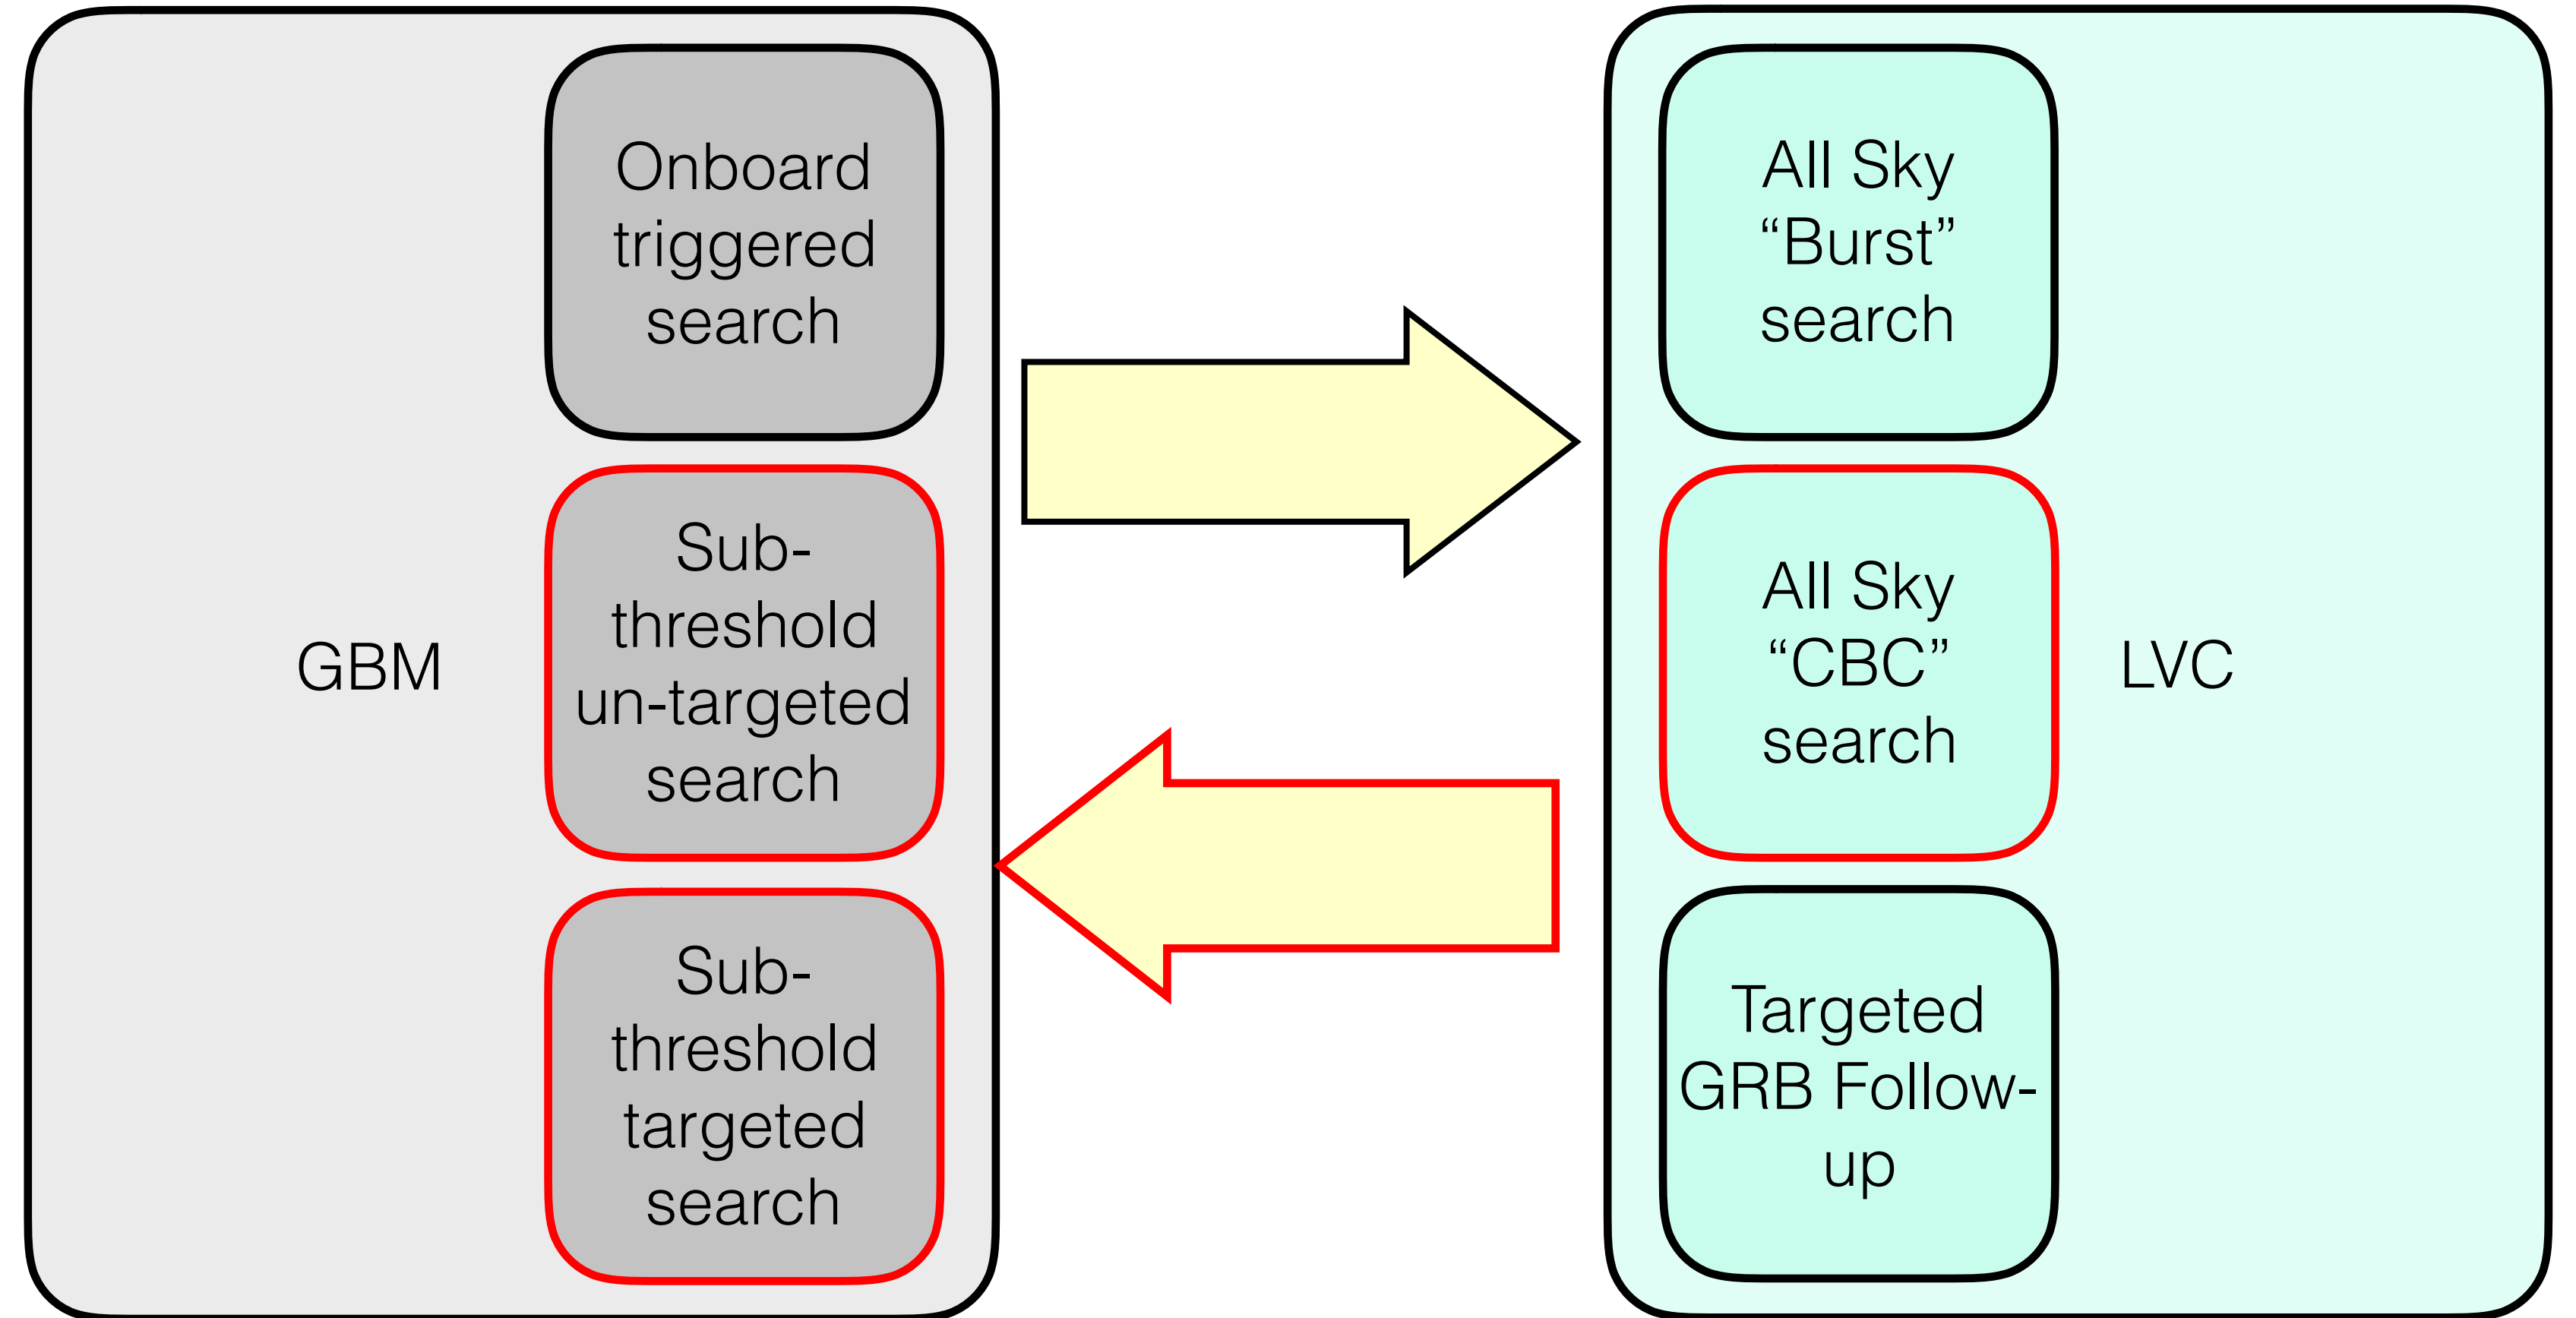 GBM
Onboard
triggered
search
Sub-
threshold
un-targeted
search
Sub-
threshold
targeted
search
All Sky
“Burst”
search
All Sky
“CBC”
search
Targeted
GRB Follow-
up
LVC